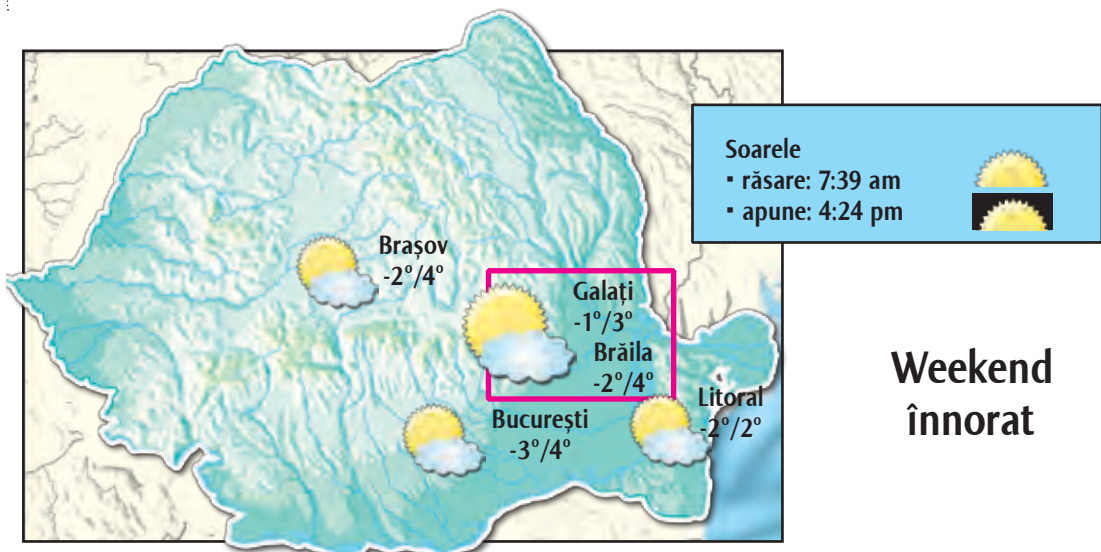 Soarele
▪ răsare: 7:39 am
▪ apune: 4:24 pm
Brașov
-2°/4°
Galați
-1°/3°
Brăila
-2°/4°
Litoral
-2°/2°
București
-3°/4°
Weekend
înnorat